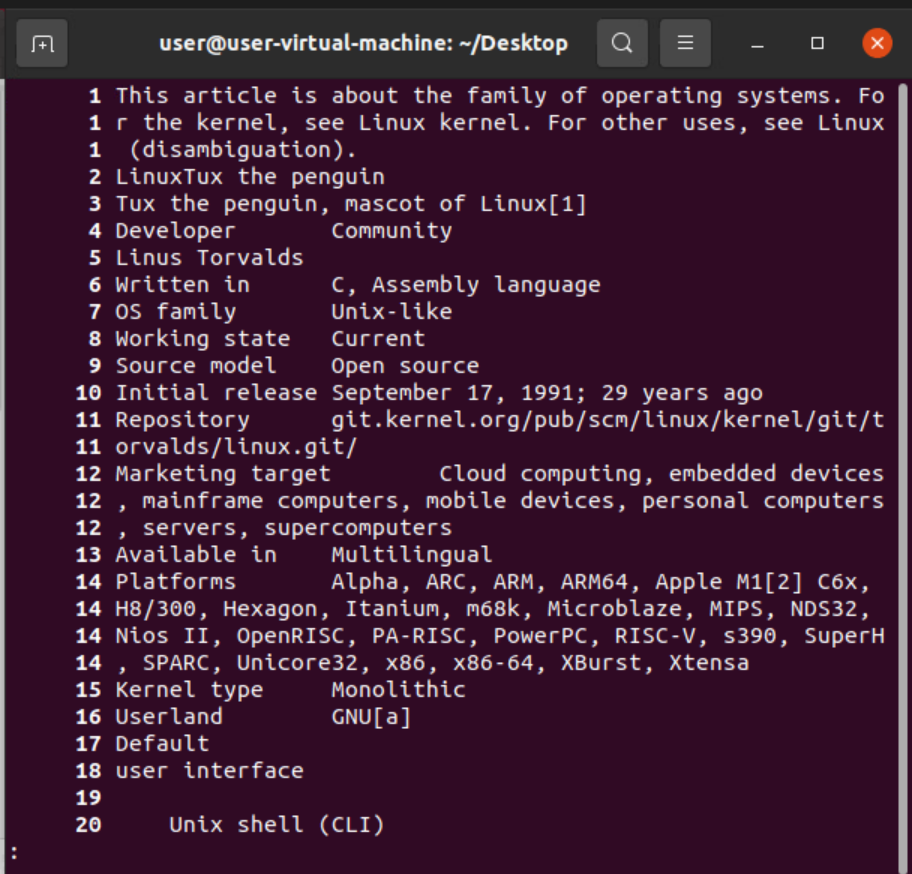 user@user-virtual-machine: ~/Desktop
1 This article is about the family of operating systems. Fo
1 r the kernel, see Linux kernel. For other uses, see Linux
1  (disambiguation).
2 LinuxTux the penguin
3 Tux the penguin, mascot of Linux[1]
4 Developer       Community
5 Linus Torvalds
6 Written in      C, Assembly language
7 OS family       Unix-like
8 Working state   Current
9 Source model    Open source
10 Initial release September 17, 1991; 29 years ago
11 Repository      git.kernel.org/pub/scm/linux/kernel/git/t
11 orvalds/linux.git/
12 Marketing target        Cloud computing, embedded devices
12 , mainframe computers, mobile devices, personal computers
12 , servers, supercomputers
13 Available in    Multilingual
14 Platforms       Alpha, ARC, ARM, ARM64, Apple M1[2] C6x,
14 H8/300, Hexagon, Itanium, m68k, Microblaze, MIPS, NDS32,
14 Nios II, OpenRISC, PA-RISC, PowerPC, RISC-V, s390, SuperH
14 , SPARC, Unicore32, x86, x86-64, XBurst, Xtensa
15 Kernel type     Monolithic
16 Userland        GNU[a]
17 Default
18 user interface
19
20     Unix shell (CLI)
: